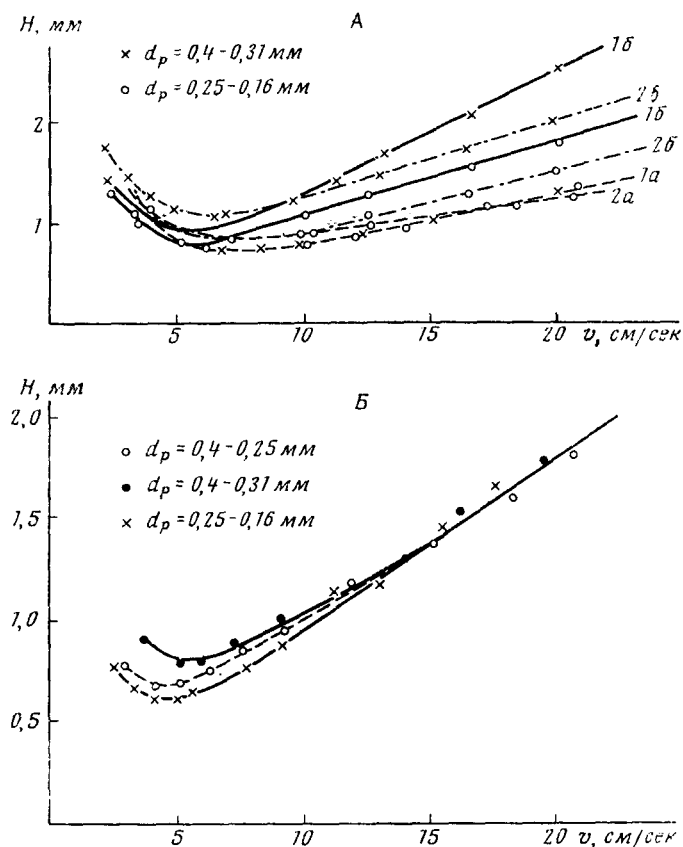 H, мм
А
× d_p = 0,4 – 0,31 мм
○ d_p = 0,25 – 0,16 мм
1б
2б
1б
2б
1а
2а
2
1
5 10 15 20 v, см/сек
H, мм
Б
2,0
○ d_p = 0,4 – 0,25 мм
● d_p = 0,4 – 0,31 мм
× d_p = 0,25 – 0,16 мм
1,5
1,0
0,5
5 10 15 20 v, см/сек